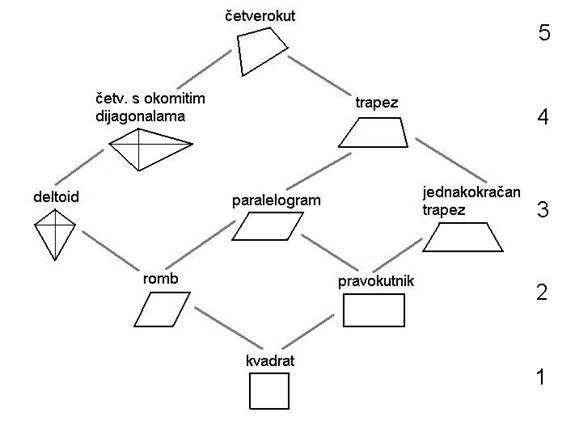 četverokut
5
četv. s okomitim
dijagonalama
trapez
4
deltoid
paralelogram
jednakokračan
trapez
3
romb
pravokutnik
2
kvadrat
1